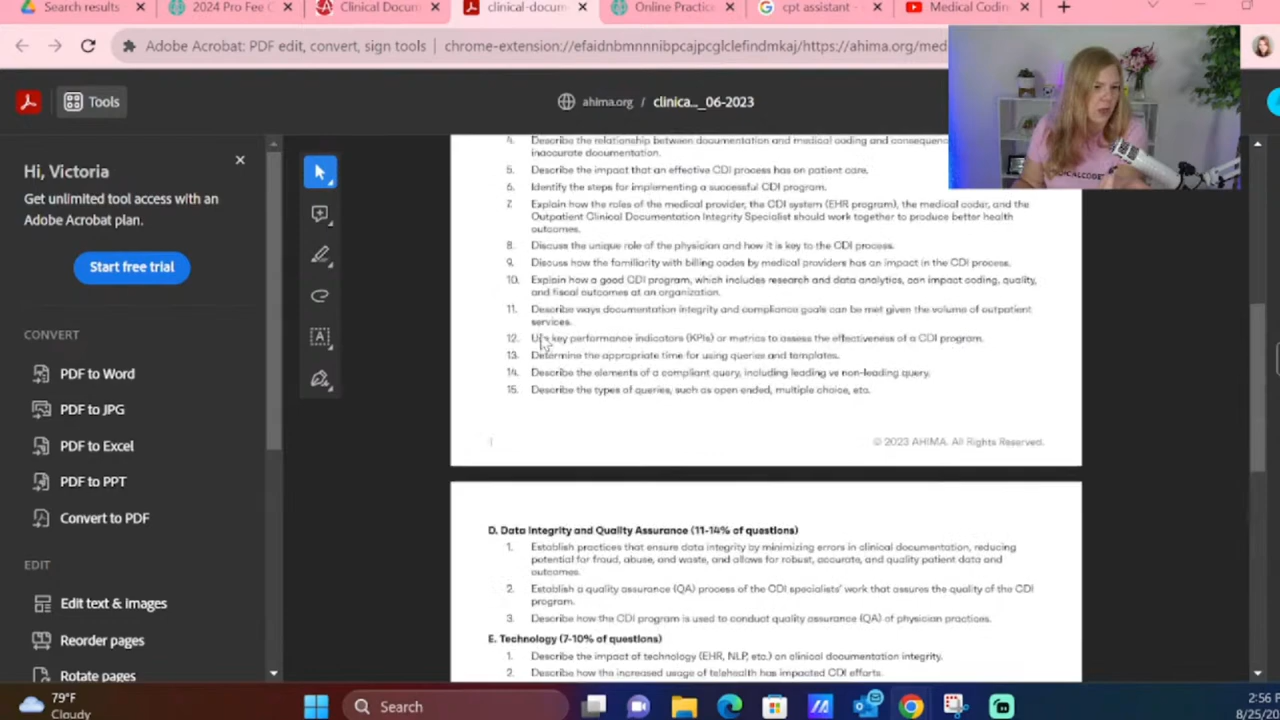 Search results
2024 Pro Fee C
Clinical Docum
clinical-docum
Online Practice
cpt assistant -
Medical Codin
Adobe Acrobat: PDF edit, convert, sign tools
chrome-extension://efaidnbmnnnibpcajpcglclefindmkaj/https://ahima.org/med
Tools
ahima.org / clinica..._06-2023
Hi, Victoria
Get unlimited tool access with an
Adobe Acrobat plan.
Start free trial
CONVERT
PDF to Word
PDF to JPG
PDF to Excel
PDF to PPT
Convert to PDF
EDIT
Edit text & images
Reorder pages
Rotate pages
4. Describe the relationship between documentation and medical coding and consequenc
inaccurate documentation.
5. Describe the impact that an effective CDI process has on patient care.
6. Identify the steps for implementing a successful CDI program.
7. Explain how the roles of the medical provider, the CDI system (EHR program), the medical coder, and the
Outpatient Clinical Documentation Integrity Specialist should work together to produce better health
outcomes.
8. Discuss the unique role of the physician and how it is key to the CDI process.
9. Discuss how the familiarity with billing codes by medical providers has an impact in the CDI process.
10. Explain how a good CDI program, which includes research and data analytics, can impact coding, quality,
and fiscal outcomes at an organization.
11. Describe ways documentation integrity and compliance goals can be met given the volume of outpatient
services.
12. Use key performance indicators (KPIs) or metrics to assess the effectiveness of a CDI program.
13. Determine the appropriate time for using queries and templates.
14. Describe the elements of a compliant query, including leading vs non-leading query.
15. Describe the types of queries, such as open ended, multiple choice, etc.
© 2023 AHIMA. All Rights Reserved.
D. Data Integrity and Quality Assurance (11-14% of questions)
1. Establish practices that ensure data integrity by minimizing errors in clinical documentation, reducing
potential for fraud, abuse, and waste, and allows for robust, accurate, and quality patient data and
outcomes.
2. Establish a quality assurance (QA) process of the CDI specialists' work that assures the quality of the CDI
program.
3. Describe how the CDI program is used to conduct quality assurance (QA) of physician practices.
E. Technology (7-10% of questions)
1. Describe the impact of technology (EHR, NLP, etc.) on clinical documentation integrity.
2. Describe how the increased usage of telehealth has impacted CDI efforts.
79°F
Cloudy
Search
2:56 P
8/25/20